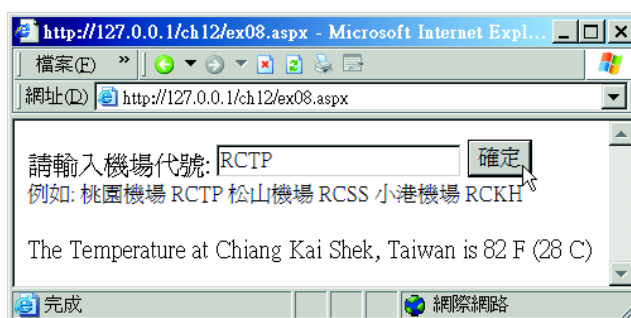 http://127.0.0.1/ch12/ex08.aspx - Microsoft Internet Expl...
檔案(F) »
網址(D) http://127.0.0.1/ch12/ex08.aspx
請輸入機場代號: RCTP 確定
例如: 桃園機場 RCTP 松山機場 RCSS 小港機場 RCKH
The Temperature at Chiang Kai Shek, Taiwan is 82 F (28 C)
完成 網際網路